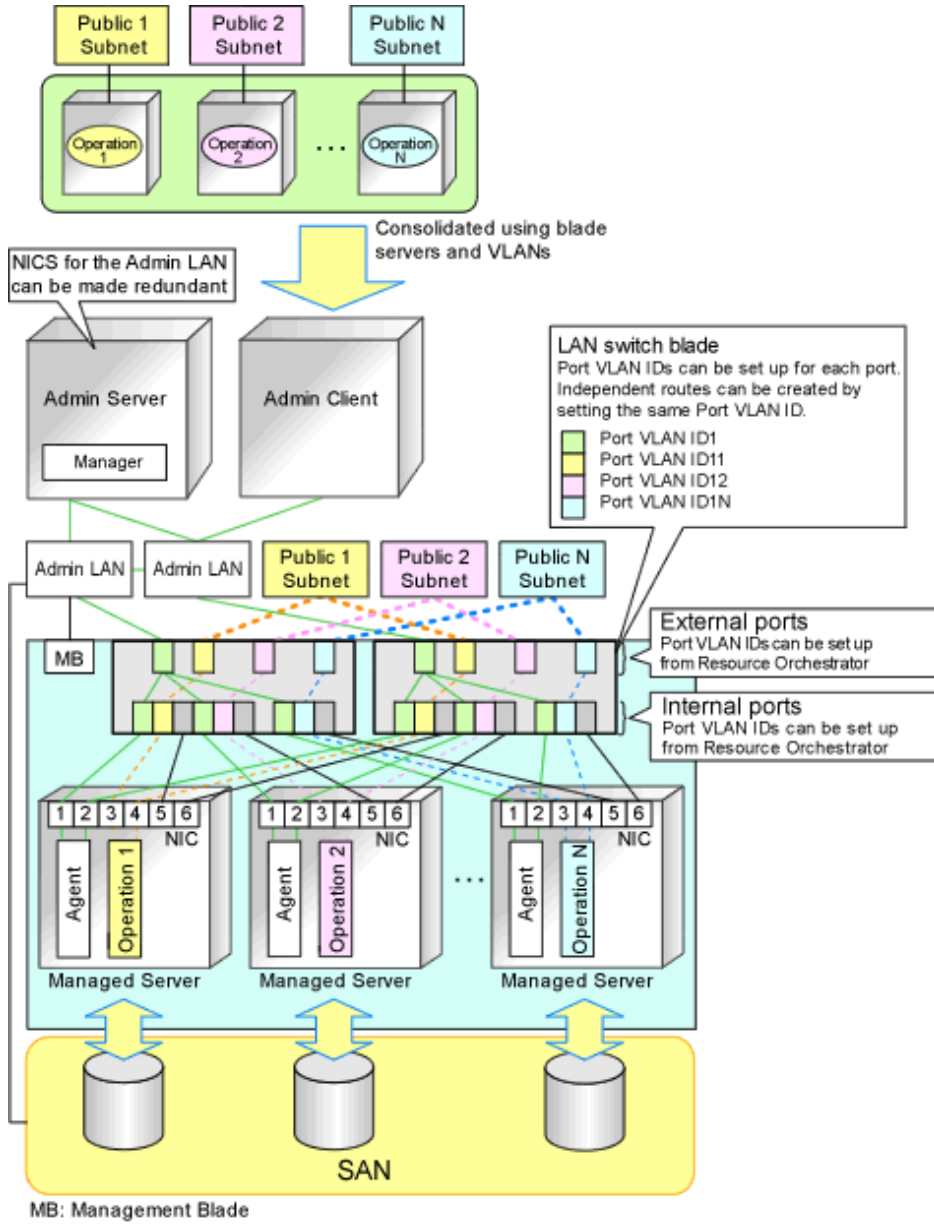 Public 1
Subnet
Public 2
Subnet
Public N
Subnet
Operation
1
Operation
2
...
Operation
N
Consolidated using blade
servers and VLANs
NICS for the Admin LAN
can be made redundant
Admin Server
Manager
Admin Client
LAN switch blade
Port VLAN IDs can be set up for each port.
Independent routes can be created by
setting the same Port VLAN ID.
Port VLAN ID1
Port VLAN ID11
Port VLAN ID12
Port VLAN ID1N
Admin LAN
Admin LAN
Public 1
Subnet
Public 2
Subnet
Public N
Subnet
MB
External ports
Port VLAN IDs can be set up
from Resource Orchestrator
Internal ports
Port VLAN IDs can be set up
from Resource Orchestrator
1 2 3 4 5 6
NIC
Agent
Operation 1
Managed Server
1 2 3 4 5 6
NIC
Agent
Operation 2
Managed Server
...
1 2 3 4 5 6
NIC
Agent
Operation N
Managed Server
SAN
MB: Management Blade